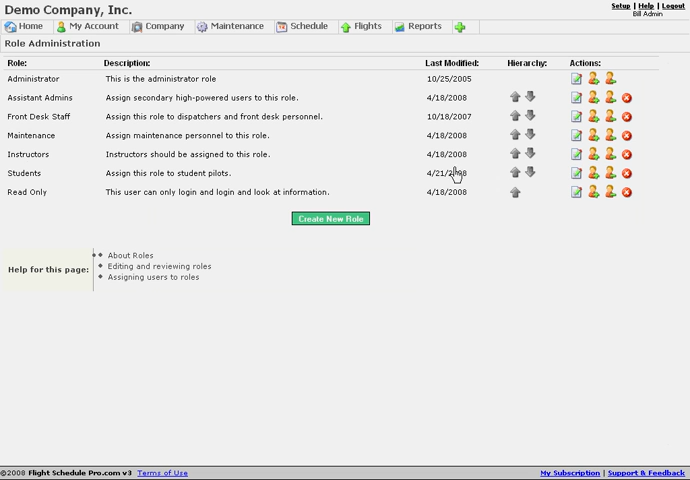 Demo Company, Inc.
Setup | Help | Logout
Bill Admin
Home My Account Company Maintenance Schedule Flights Reports
Role Administration
Role: Description: Last Modified: Hierarchy: Actions:
Administrator This is the administrator role 10/25/2005
Assistant Admins Assign secondary high-powered users to this role. 4/18/2008
Front Desk Staff Assign this role to dispatchers and front desk personnel. 10/18/2007
Maintenance Assign maintenance personnel to this role. 4/18/2008
Instructors Instructors should be assigned to this role. 4/18/2008
Students Assign this role to student pilots.
Read Only This user can only login and login and look at information. 4/18/2008
Create New Role
Help for this page:
About Roles
Editing and reviewing roles
Assigning users to roles
©2008 Flight Schedule Pro.com v3 Terms of Use My Subscription | Support & Feedback